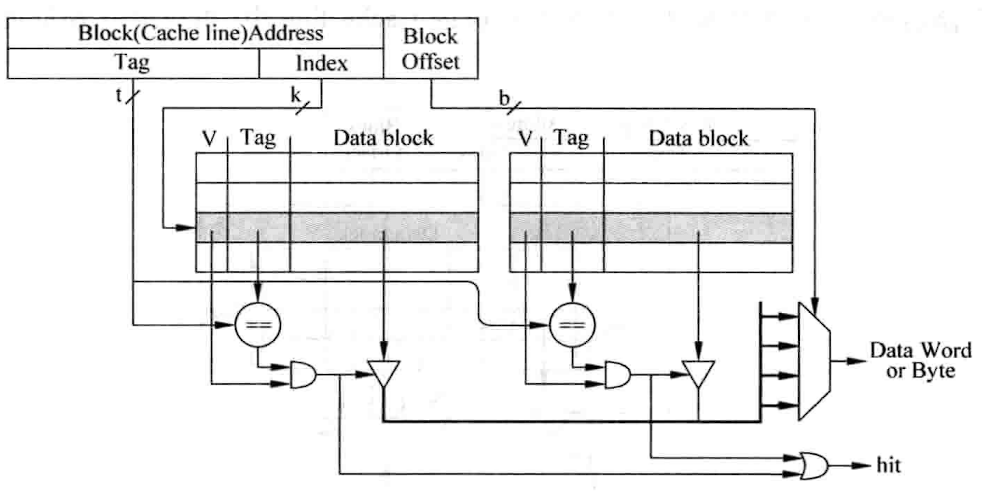 Block(Cache line)Address
Block
Offset
Tag
Index
t
k
b
V
Tag
Data block
V
Tag
Data block
==
==
Data Word
or Byte
hit